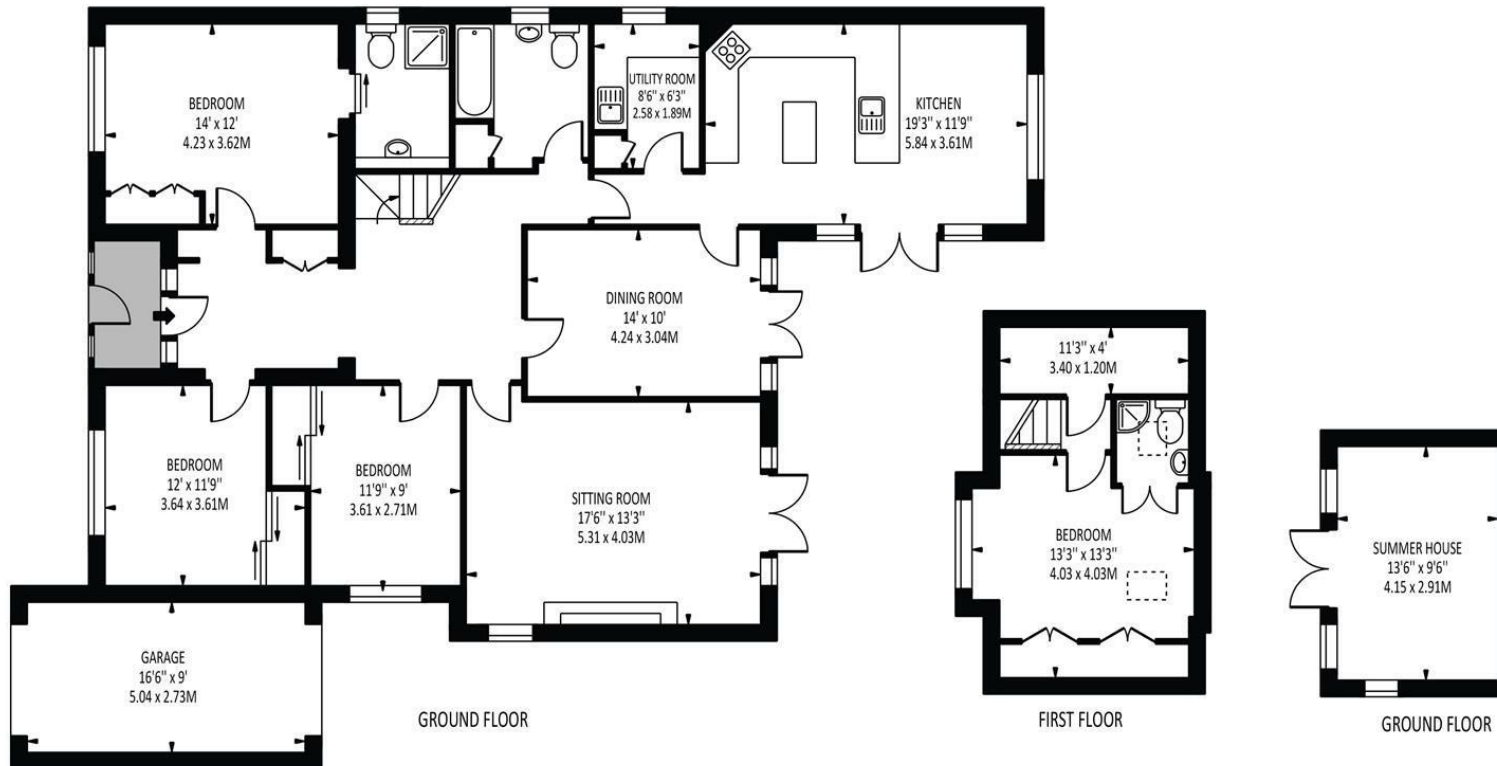 BEDROOM
14' x 12'
4.23 x 3.62M
UTILITY ROOM
8'6" x 6'3"
2.58 x 1.89M
KITCHEN
19'3" x 11'9"
5.84 x 3.61M
DINING ROOM
14' x 10'
4.24 x 3.04M
BEDROOM
12' x 11'9"
3.64 x 3.61M
BEDROOM
11'9" x 9'
3.61 x 2.71M
SITTING ROOM
17'6" x 13'3"
5.31 x 4.03M
GARAGE
16'6" x 9'
5.04 x 2.73M
GROUND FLOOR
11'3" x 4'
3.40 x 1.20M
BEDROOM
13'3" x 13'3"
4.03 x 4.03M
FIRST FLOOR
SUMMER HOUSE
13'6" x 9'6"
4.15 x 2.91M
GROUND FLOOR